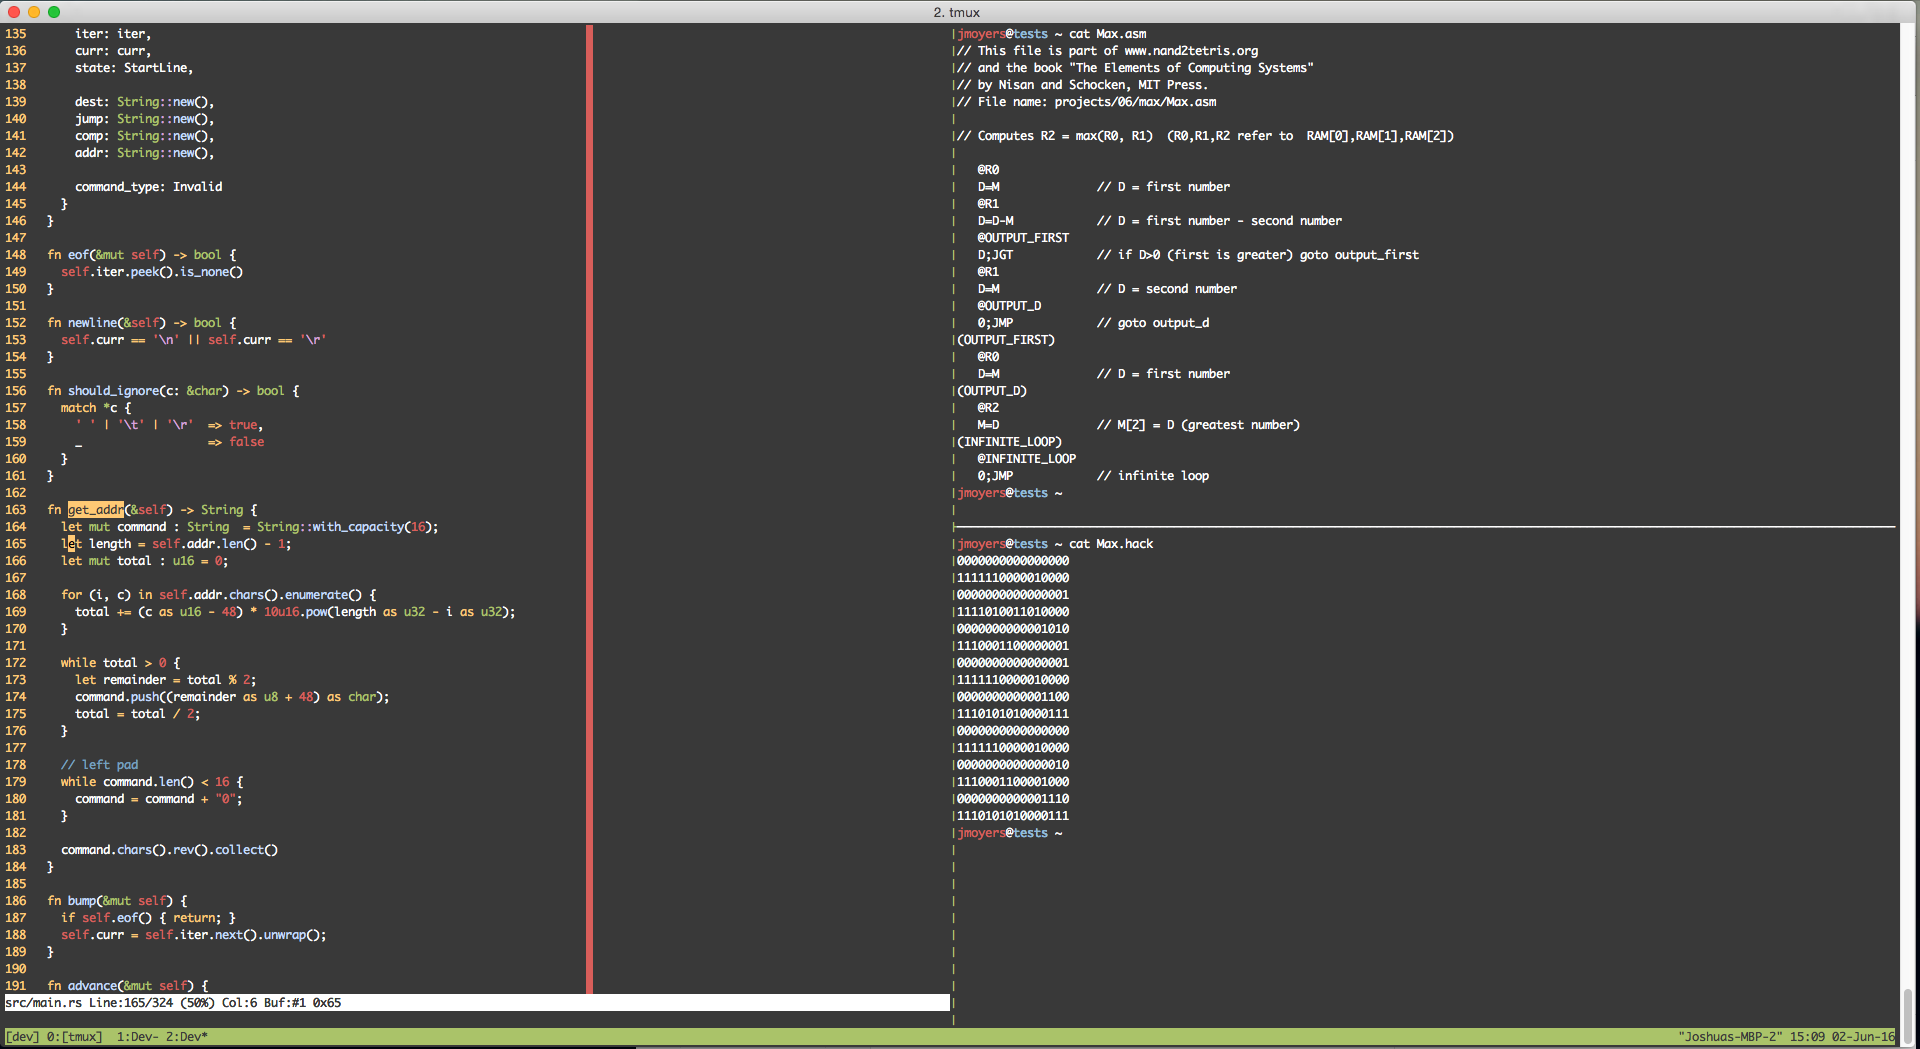 2. tmux
135 iter: iter,
136 curr: curr,
137 state: StartLine,
138
139 dest: String::new(),
140 jump: String::new(),
141 comp: String::new(),
142 addr: String::new(),
143
144 command_type: Invalid
145 }
146 }
147
148 fn eof(&mut self) -> bool {
149 self.iter.peek().is_none()
150 }
151
152 fn newline(&self) -> bool {
153 self.curr == '\n' || self.curr == '\r'
154 }
155
156 fn should_ignore(c: &char) -> bool {
157 match *c {
158 ' ' | '\t' | '\r' => true,
159 _ => false
160 }
161 }
162
163 fn get_addr(&self) -> String {
164 let mut command : String = String::with_capacity(16);
165 let length = self.addr.len() - 1;
166 let mut total : u16 = 0;
167
168 for (i, c) in self.addr.chars().enumerate() {
169 total += (c as u16 - 48) * 10u16.pow(length as u32 - i as u32);
170 }
171
172 while total > 0 {
173 let remainder = total % 2;
174 command.push((remainder as u8 + 48) as char);
175 total = total / 2;
176 }
177
178 // left pad
179 while command.len() < 16 {
180 command = command + "0";
181 }
182
183 command.chars().rev().collect()
184 }
185
186 fn bump(&mut self) {
187 if self.eof() { return; }
188 self.curr = self.iter.next().unwrap();
189 }
190
191 fn advance(&mut self) {
src/main.rs Line:165/324 (50%) Col:6 Buf:#1 0x65
jmoyers@tests ~ cat Max.asm
// This file is part of www.nand2tetris.org
// and the book "The Elements of Computing Systems"
// by Nisan and Schocken, MIT Press.
// File name: projects/06/max/Max.asm
// Computes R2 = max(R0, R1) (R0,R1,R2 refer to RAM[0],RAM[1],RAM[2])
@R0
D=M // D = first number
@R1
D=D-M // D = first number - second number
@OUTPUT_FIRST
D;JGT // if D>0 (first is greater) goto output_first
@R1
D=M // D = second number
@OUTPUT_D
0;JMP // goto output_d
(OUTPUT_FIRST)
@R0
D=M // D = first number
(OUTPUT_D)
@R2
M=D // M[2] = D (greatest number)
(INFINITE_LOOP)
@INFINITE_LOOP
0;JMP // infinite loop
jmoyers@tests ~
jmoyers@tests ~ cat Max.hack
0000000000000000
1111110000010000
0000000000000001
1111010011010000
0000000000001010
1110001100000001
0000000000000001
1111110000010000
0000000000001100
1110101010000111
0000000000000000
1111110000010000
0000000000000010
1110001100001000
0000000000001110
1110101010000111
jmoyers@tests ~
[dev] 0:[tmux] 1:Dev- 2:Dev* "Joshuas-MBP-2" 15:09 02-Jun-16